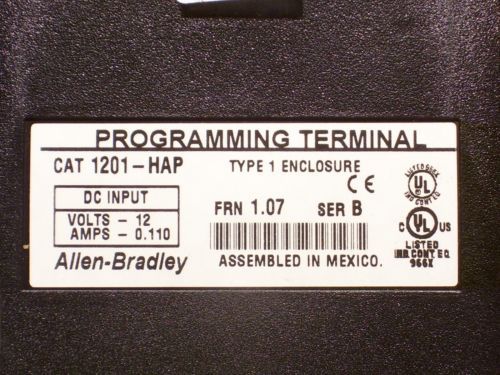 PROGRAMMING TERMINAL
CAT 1201-HAP
TYPE 1 ENCLOSURE
CE
DC INPUT
VOLTS - 12
AMPS - 0.110
FRN 1.07 SER B
Allen-Bradley
ASSEMBLED IN MEXICO.
UL
C UL US
LISTED
IND. CONT. EQ.
966X